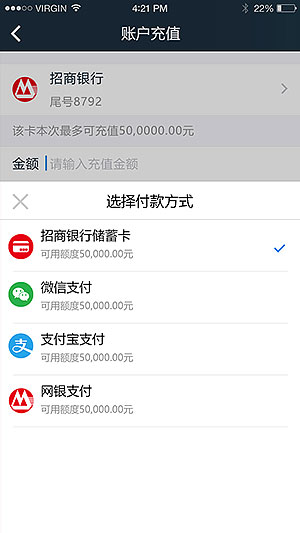 VIRGIN 4:21 PM 22%
账户充值
招商银行
尾号8792
该卡本次最多可充值50,0000.00元
金额 请输入充值金额
选择付款方式
招商银行储蓄卡
可用额度50,000.00元
微信支付
可用额度50,000.00元
支付宝支付
可用额度50,000.00元
网银支付
可用额度50,000.00元